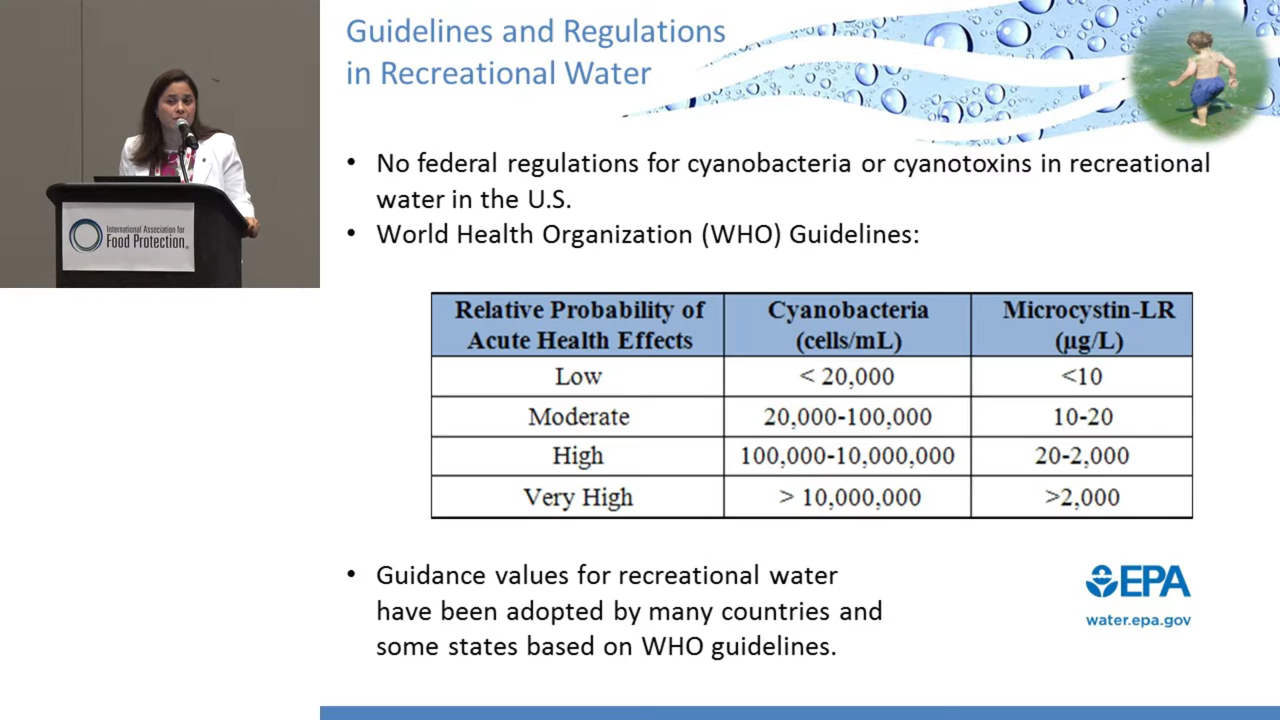 Guidelines and Regulations
in Recreational Water
International Association for
Food Protection®
• No federal regulations for cyanobacteria or cyanotoxins in recreational
water in the U.S.
• World Health Organization (WHO) Guidelines:
Relative Probability of Acute Health Effects Cyanobacteria (cells/mL) Microcystin-LR (µg/L)
Low < 20,000 <10
Moderate 20,000-100,000 10-20
High 100,000-10,000,000 20-2,000
Very High > 10,000,000 >2,000
• Guidance values for recreational water
have been adopted by many countries and
some states based on WHO guidelines.
EPA
water.epa.gov